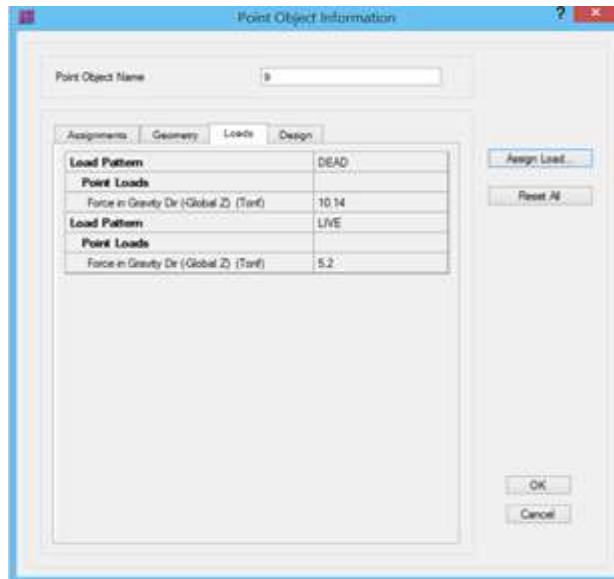 Point Object Information
?
Point Object Name 9
Assignments Geometry Loads Design
Load Pattern DEAD
Point Loads
Force in Gravity Dir (-Global Z) (Tonf) 10.14
Load Pattern LIVE
Point Loads
Force in Gravity Dir (-Global Z) (Tonf) 5.2
Assign Load...
Reset All
OK
Cancel